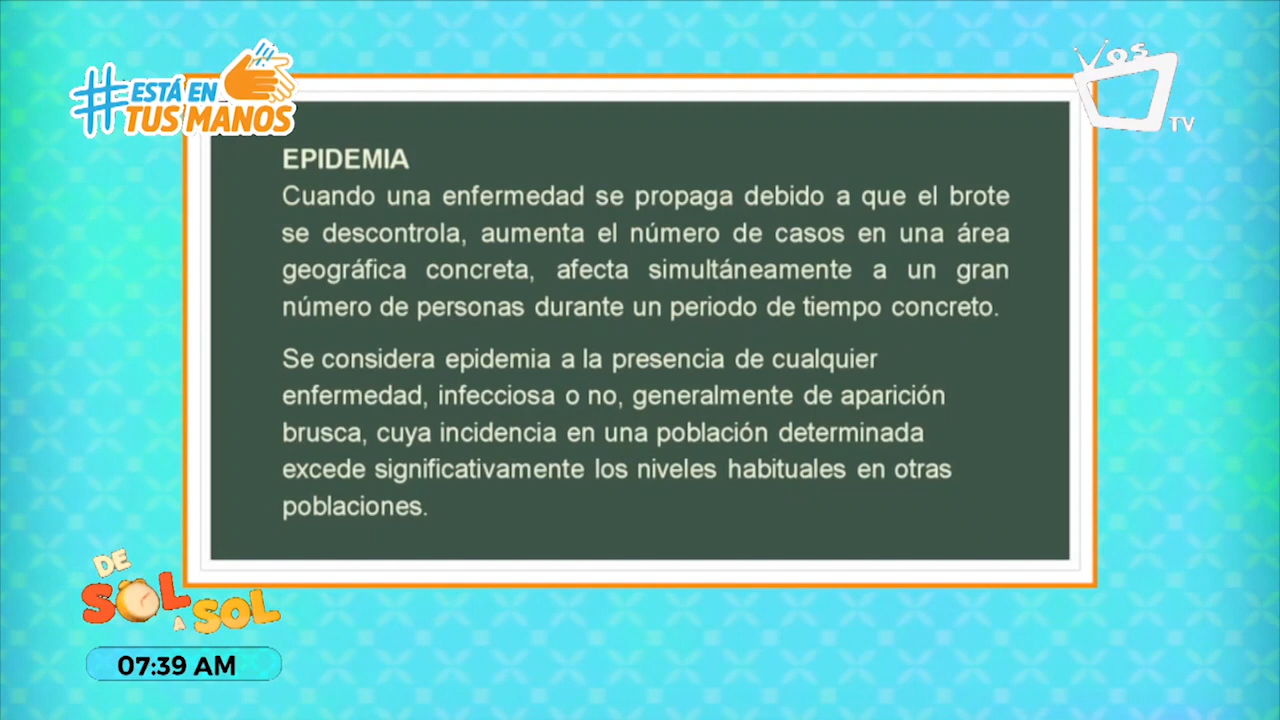 #ESTÁ EN
TUS MANOS
VOS
TV
EPIDEMIA
Cuando una enfermedad se propaga debido a que el brote
se descontrola, aumenta el número de casos en una área
geográfica concreta, afecta simultáneamente a un gran
número de personas durante un periodo de tiempo concreto.
Se considera epidemia a la presencia de cualquier
enfermedad, infecciosa o no, generalmente de aparición
brusca, cuya incidencia en una población determinada
excede significativamente los niveles habituales en otras
poblaciones.
DE
SOL
A
SOL
07:39 AM